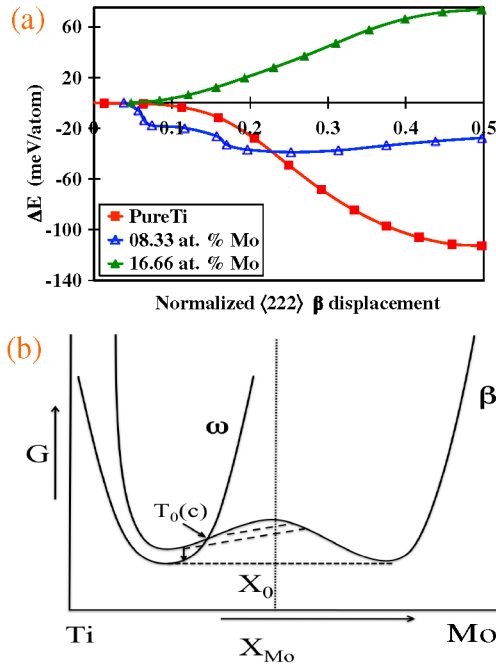 (a)
60
20
-20
-60
-100
-140
ΔE (meV/atom)
0 0.1 0.2 0.3 0.4 0.5
PureTi
08.33 at. % Mo
16.66 at. % Mo
Normalized ⟨222⟩ β displacement
(b)
G
ω
β
T₀(c)
X₀
Ti
X_Mo
Mo